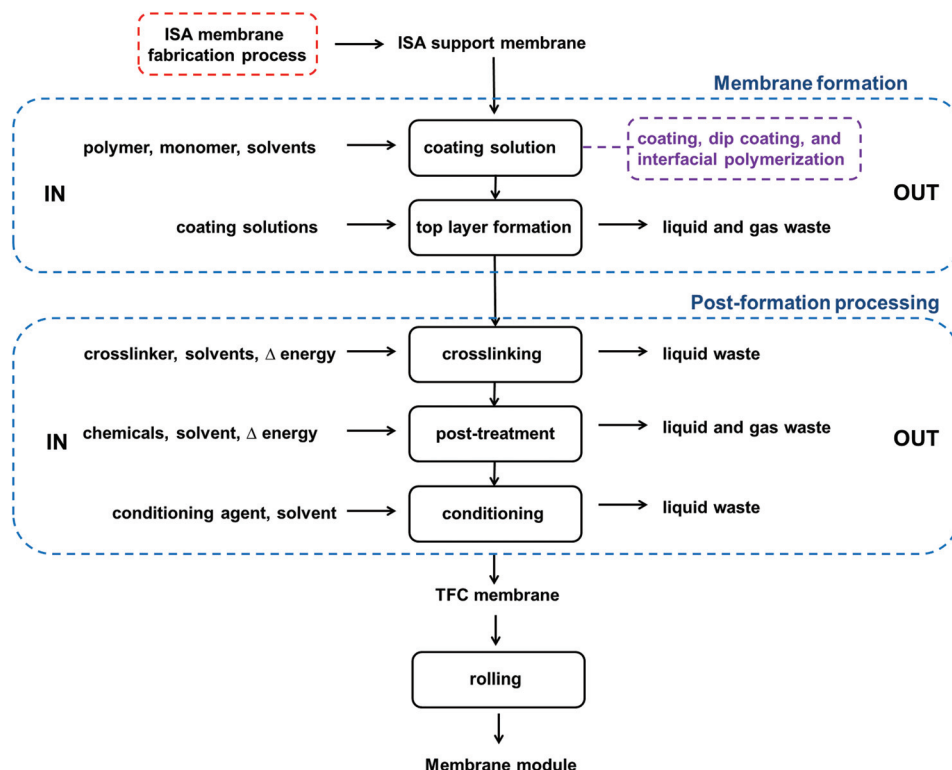 ISA membrane
fabrication process
ISA support membrane
Membrane formation
polymer, monomer, solvents
coating solution
coating, dip coating, and
interfacial polymerization
IN
OUT
coating solutions
top layer formation
liquid and gas waste
Post-formation processing
crosslinker, solvents, Δ energy
crosslinking
liquid waste
IN
chemicals, solvent, Δ energy
post-treatment
liquid and gas waste
OUT
conditioning agent, solvent
conditioning
liquid waste
TFC membrane
rolling
Membrane module